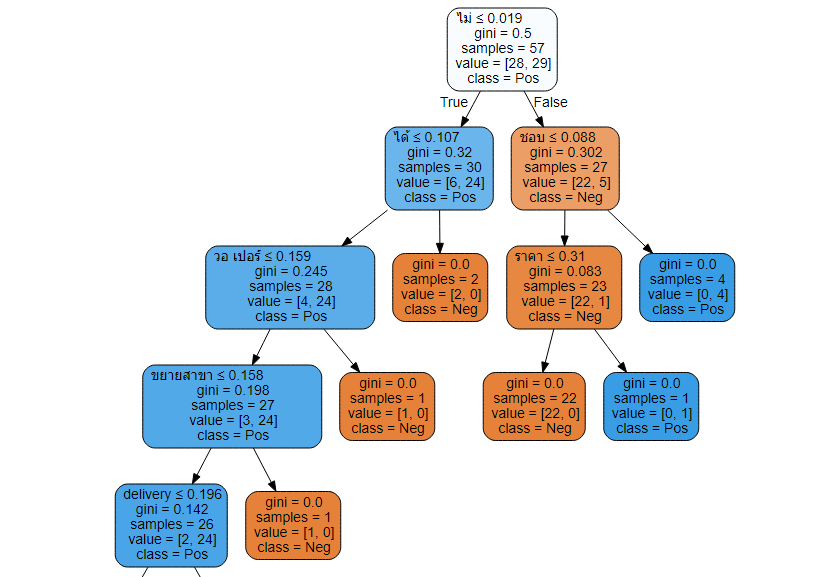 ไม่ ≤ 0.019
gini = 0.5
samples = 57
value = [28, 29]
class = Pos
True
False
ได้ ≤ 0.107
gini = 0.32
samples = 30
value = [6, 24]
class = Pos
ชอบ ≤ 0.088
gini = 0.302
samples = 27
value = [22, 5]
class = Neg
วอ เปอร์ ≤ 0.159
gini = 0.245
samples = 28
value = [4, 24]
class = Pos
gini = 0.0
samples = 2
value = [2, 0]
class = Neg
ราคา ≤ 0.31
gini = 0.083
samples = 23
value = [22, 1]
class = Neg
gini = 0.0
samples = 4
value = [0, 4]
class = Pos
ขยายสาขา ≤ 0.158
gini = 0.198
samples = 27
value = [3, 24]
class = Pos
gini = 0.0
samples = 1
value = [1, 0]
class = Neg
gini = 0.0
samples = 22
value = [22, 0]
class = Neg
gini = 0.0
samples = 1
value = [0, 1]
class = Pos
delivery ≤ 0.196
gini = 0.142
samples = 26
value = [2, 24]
class = Pos
gini = 0.0
samples = 1
value = [1, 0]
class = Neg